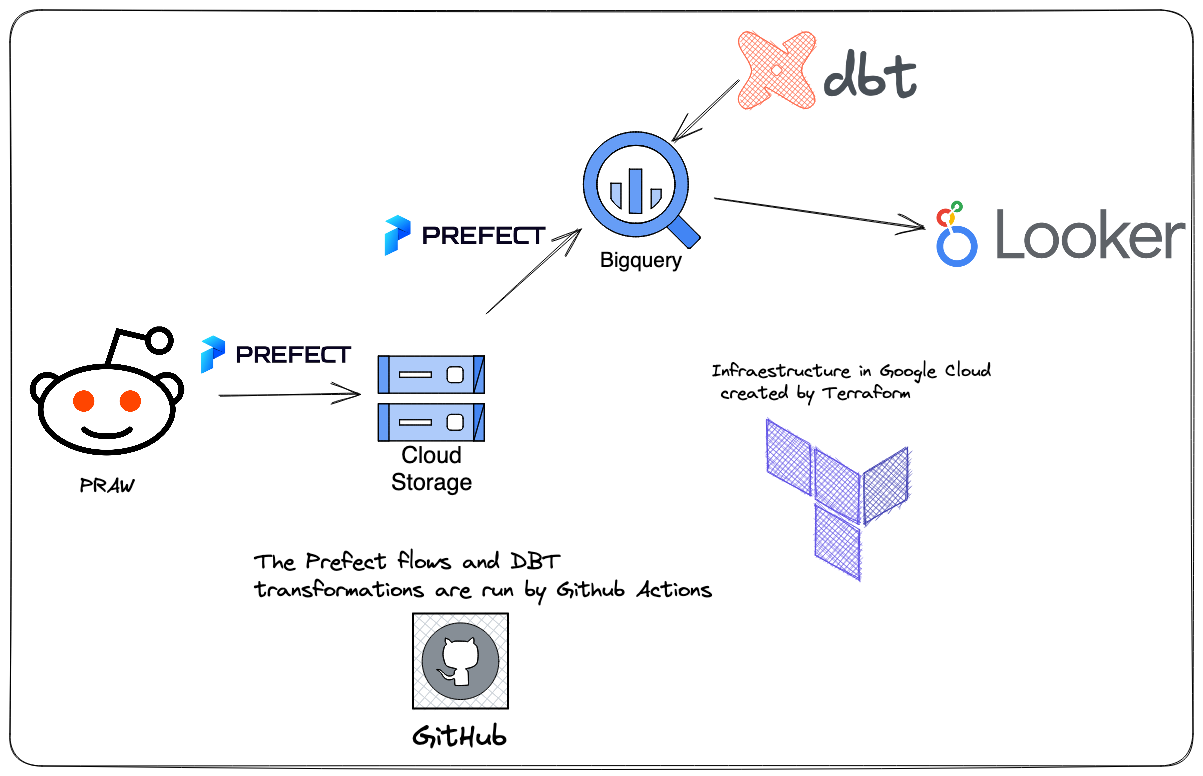 dbt
PREFECT
Bigquery
Looker
PREFECT
PRAW
Cloud
Storage
Infraestructure in Google Cloud
created by Terraform
The Prefect flows and DBT
transformations are run by Github Actions
GitHub